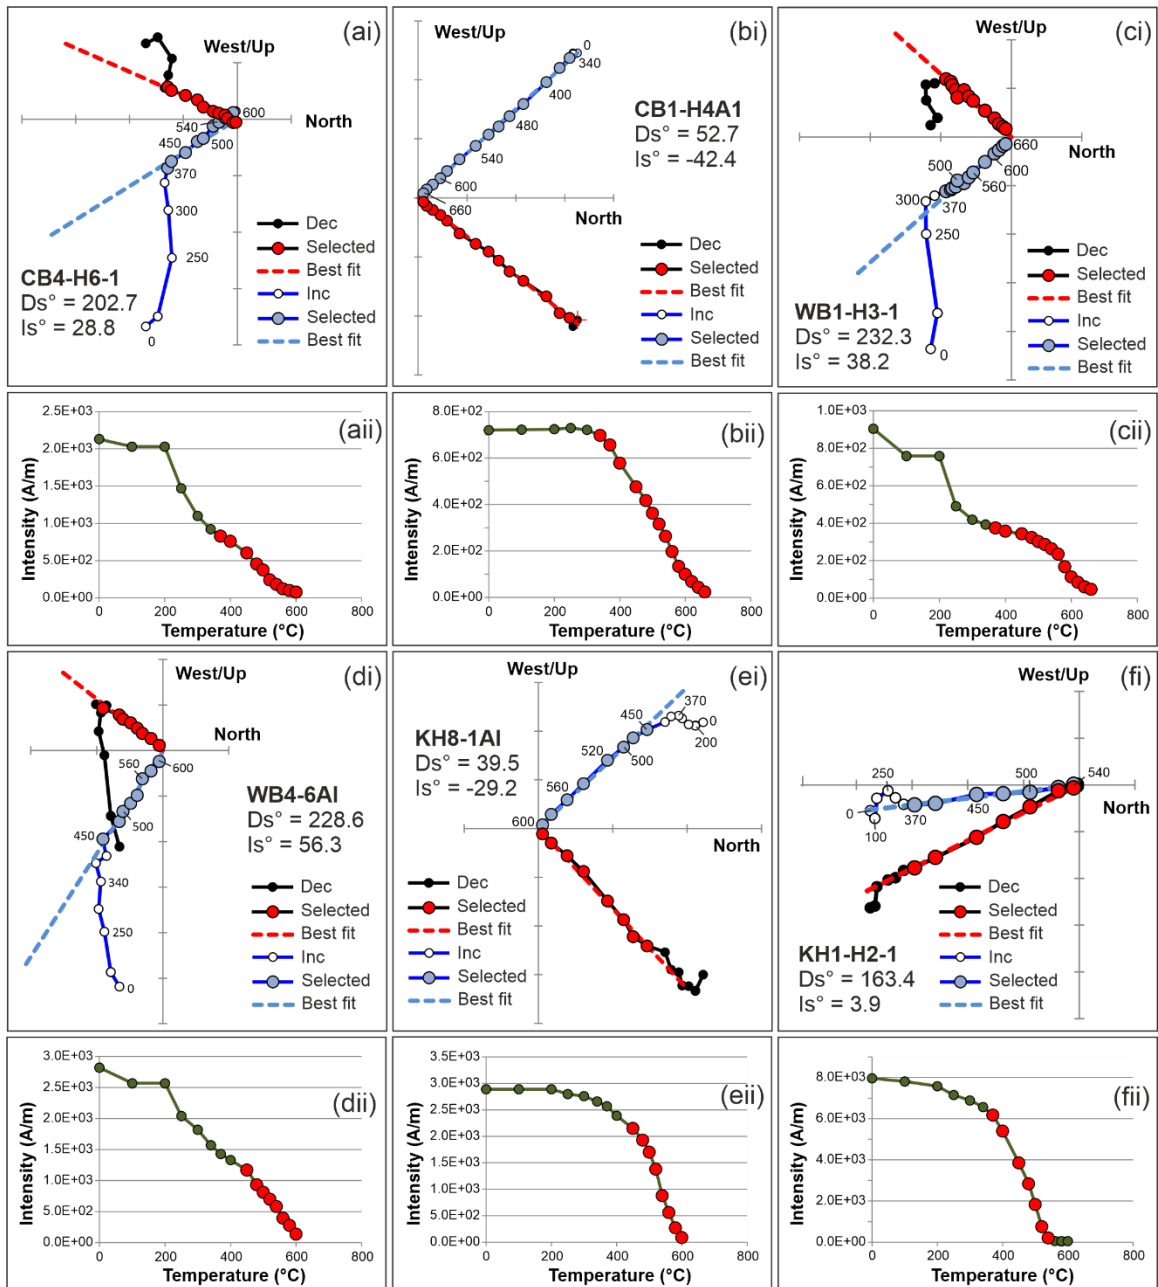 (ai)
West/Up
600
North
540
500
450
370
300
250
0
CB4-H6-1
Ds° = 202.7
Is° = 28.8
Dec
Selected
Best fit
Inc
Selected
Best fit
(bi)
West/Up
0
340
400
480
540
600
660
North
CB1-H4A1
Ds° = 52.7
Is° = -42.4
Dec
Selected
Best fit
Inc
Selected
Best fit
(ci)
West/Up
660
North
600
560
500
370
300
250
0
WB1-H3-1
Ds° = 232.3
Is° = 38.2
Dec
Selected
Best fit
Inc
Selected
Best fit
(aii)
Intensity (A/m)
2.5E+03
2.0E+03
1.5E+03
1.0E+03
5.0E+02
0.0E+00
0 200 400 600 800
Temperature (°C)
(bii)
Intensity (A/m)
8.0E+02
6.0E+02
4.0E+02
2.0E+02
0.0E+00
0 200 400 600 800
Temperature (°C)
(cii)
Intensity (A/m)
1.0E+03
8.0E+02
6.0E+02
4.0E+02
2.0E+02
0.0E+00
0 200 400 600 800
Temperature (°C)
(di)
West/Up
North
600
560
500
450
340
250
0
WB4-6AI
Ds° = 228.6
Is° = 56.3
Dec
Selected
Best fit
Inc
Selected
Best fit
(ei)
West/Up
370
450
0
200
520
500
560
600
North
KH8-1AI
Ds° = 39.5
Is° = -29.2
Dec
Selected
Best fit
Inc
Selected
Best fit
(fi)
West/Up
250
500
540
North
0
370
450
100
KH1-H2-1
Ds° = 163.4
Is° = 3.9
Dec
Selected
Best fit
Inc
Selected
Best fit
(dii)
Intensity (A/m)
3.0E+03
2.5E+03
2.0E+03
1.5E+03
1.0E+03
5.0E+02
0.0E+00
0 200 400 600 800
Temperature (°C)
(eii)
Intensity (A/m)
3.5E+03
3.0E+03
2.5E+03
2.0E+03
1.5E+03
1.0E+03
5.0E+02
0.0E+00
0 200 400 600 800
Temperature (°C)
(fii)
Intensity (A/m)
8.0E+03
6.0E+03
4.0E+03
2.0E+03
0.0E+00
0 200 400 600 800
Temperature (°C)